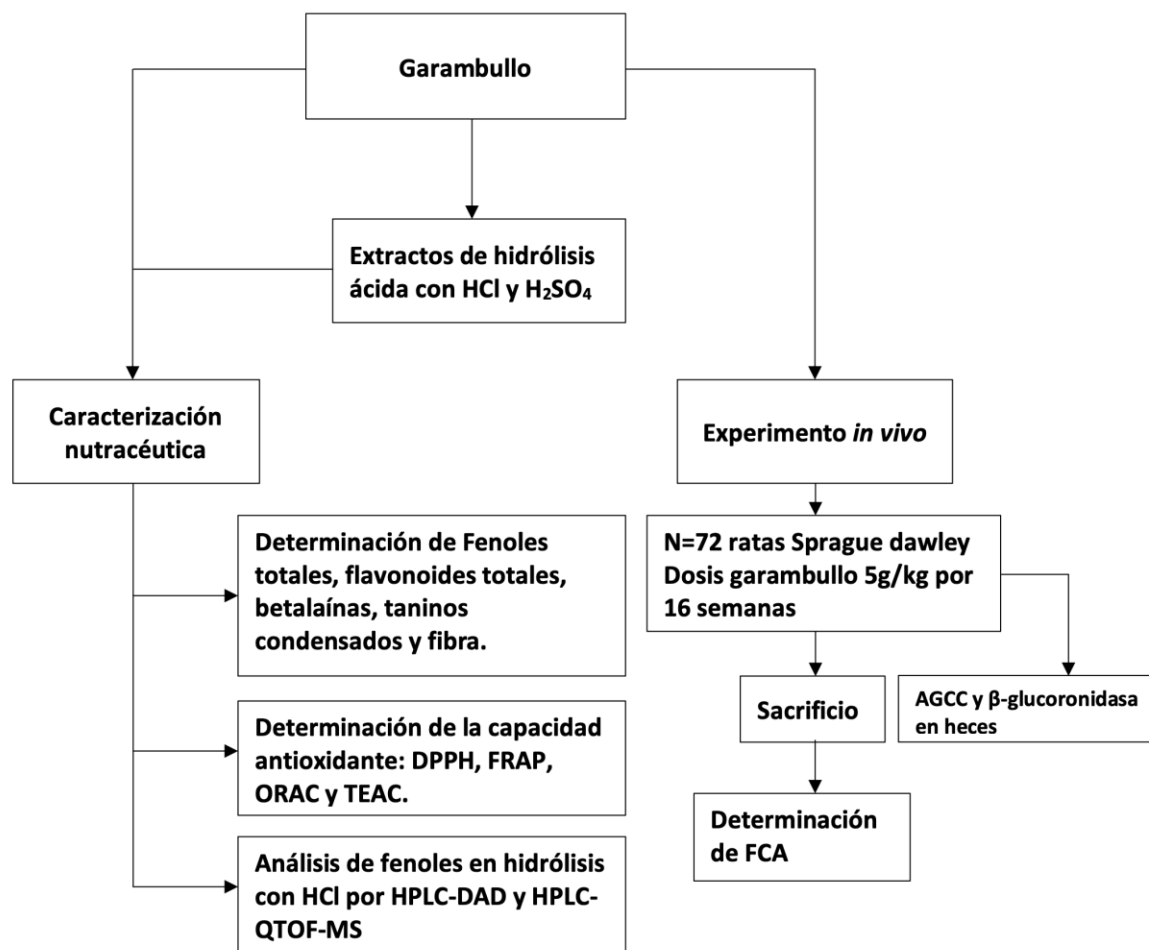 Garambullo
Extractos de hidrólisis
ácida con HCl y H₂SO₄
Caracterización
nutracéutica
Experimento in vivo
Determinación de Fenoles
totales, flavonoides totales,
betalaínas, taninos
condensados y fibra.
N=72 ratas Sprague dawley
Dosis garambullo 5g/kg por
16 semanas
Sacrificio
AGCC y β-glucoronidasa
en heces
Determinación de la capacidad
antioxidante: DPPH, FRAP,
ORAC y TEAC.
Determinación
de FCA
Análisis de fenoles en hidrólisis
con HCl por HPLC-DAD y HPLC-
QTOF-MS